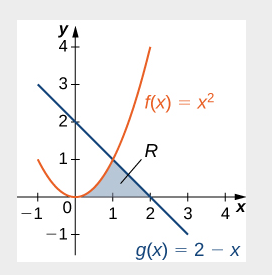 y
4
3
f(x) = x²
2
R
1
x
−1 0 1 2 3 4
−1
g(x) = 2 − x